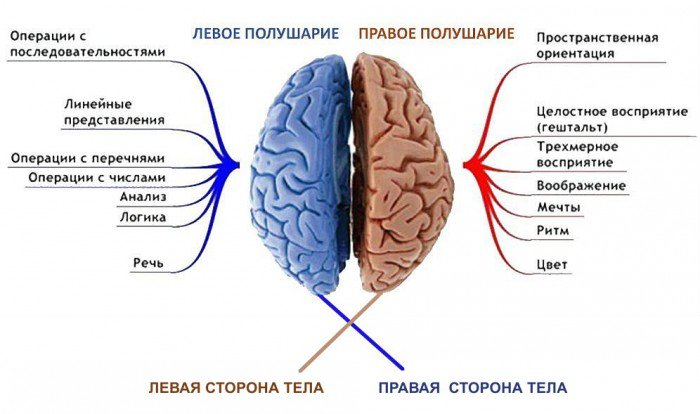 ЛЕВОЕ ПОЛУШАРИЕ
ПРАВОЕ ПОЛУШАРИЕ
Операции с
последовательностями
Линейные
представления
Операции с перечнями
Операции с числами
Анализ
Логика
Речь
Пространственная
ориентация
Целостное восприятие
(гештальт)
Трехмерное
восприятие
Воображение
Мечты
Ритм
Цвет
ЛЕВАЯ СТОРОНА ТЕЛА
ПРАВАЯ СТОРОНА ТЕЛА